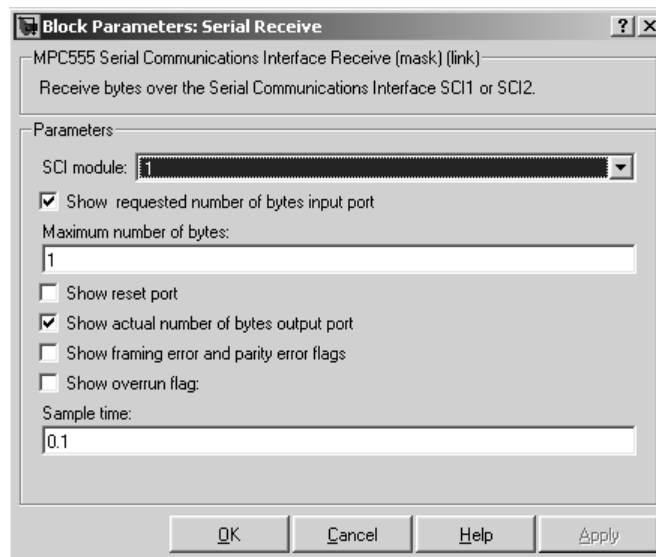 Block Parameters: Serial Receive
MPC555 Serial Communications Interface Receive (mask) (link)
Receive bytes over the Serial Communications Interface SCI1 or SCI2.
Parameters
SCI module: 1
Show requested number of bytes input port
Maximum number of bytes:
1
Show reset port
Show actual number of bytes output port
Show framing error and parity error flags
Show overrun flag:
Sample time:
0.1
OK Cancel Help Apply